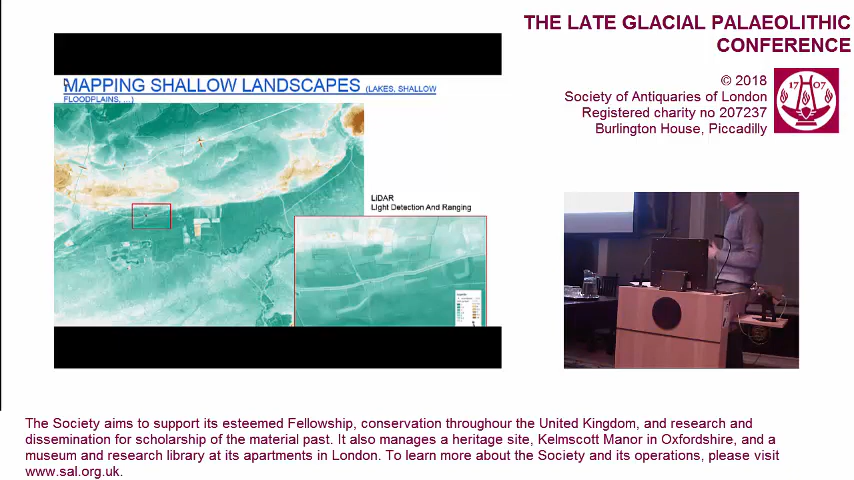 THE LATE GLACIAL PALAEOLITHIC
CONFERENCE
© 2018
Society of Antiquaries of London
Registered charity no 207237
Burlington House, Piccadilly
17 07
MAPPING SHALLOW LANDSCAPES (LAKES, SHALLOW
FLOODPLAINS, ...)
LiDAR
Light Detection And Ranging
The Society aims to support its esteemed Fellowship, conservation throughour the United Kingdom, and research and
dissemination for scholarship of the material past. It also manages a heritage site, Kelmscott Manor in Oxfordshire, and a
museum and research library at its apartments in London. To learn more about the Society and its operations, please visit
www.sal.org.uk.